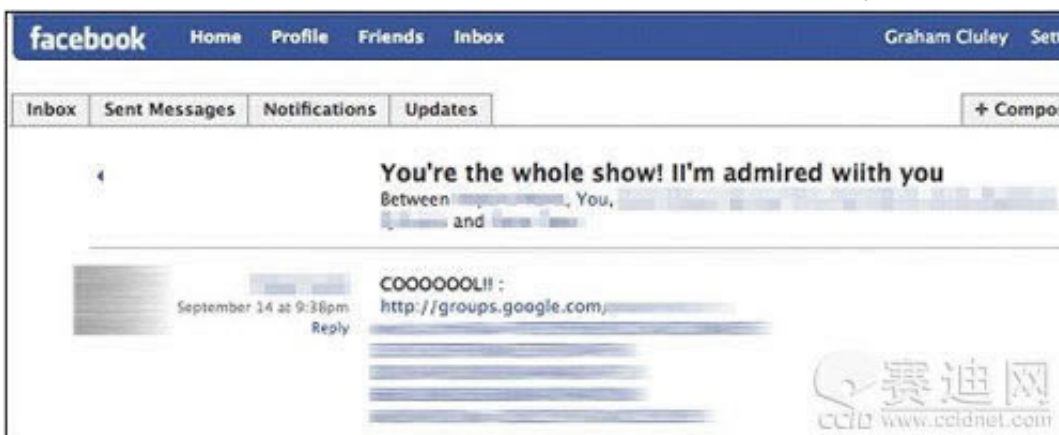 facebook Home Profile Friends Inbox Graham Cluley
Inbox Sent Messages Notifications Updates
You're the whole show! II'm admired wiith you
Between , You,
and
COOOOOOL!! :
September 14 at 9:38pm http://groups.google.com/
Reply
赛迪网
CCID www.ccidnet.com